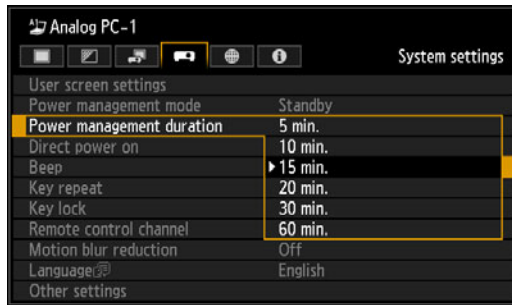 Analog PC-1
System settings
User screen settings
Power management mode Standby
Power management duration 5 min.
Direct power on 10 min.
Beep 15 min.
Key repeat 20 min.
Key lock 30 min.
Remote control channel 60 min.
Motion blur reduction Off
Language English
Other settings